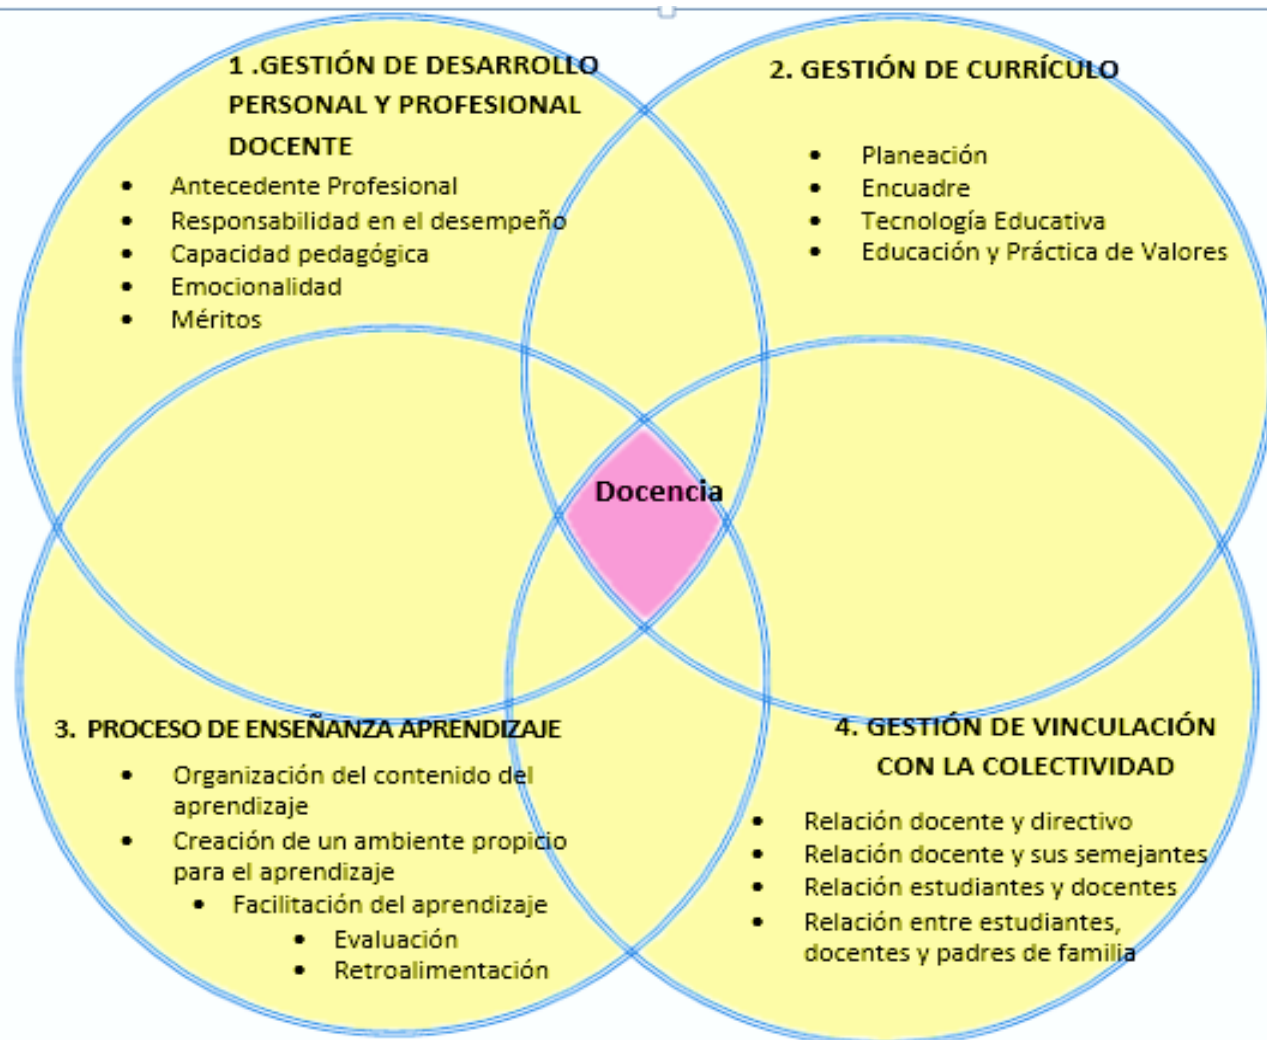 1 .GESTIÓN DE DESARROLLO
PERSONAL Y PROFESIONAL
DOCENTE
• Antecedente Profesional
• Responsabilidad en el desempeño
• Capacidad pedagógica
• Emocionalidad
• Méritos
2. GESTIÓN DE CURRÍCULO
• Planeación
• Encuadre
• Tecnología Educativa
• Educación y Práctica de Valores
Docencia
3. PROCESO DE ENSEÑANZA APRENDIZAJE
• Organización del contenido del
aprendizaje
• Creación de un ambiente propicio
para el aprendizaje
• Facilitación del aprendizaje
• Evaluación
• Retroalimentación
4. GESTIÓN DE VINCULACIÓN
CON LA COLECTIVIDAD
• Relación docente y directivo
• Relación docente y sus semejantes
• Relación estudiantes y docentes
• Relación entre estudiantes,
docentes y padres de familia